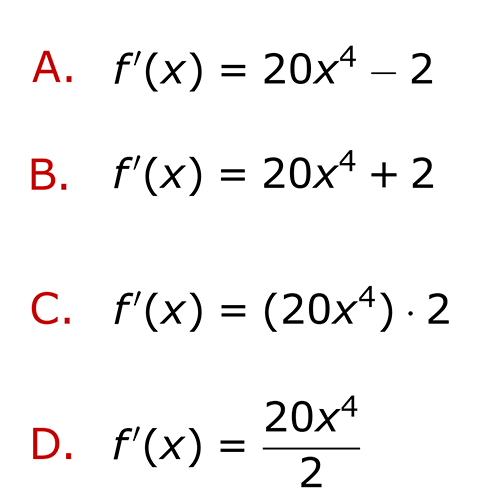 A. f′(x) = 20x⁴ – 2
B. f′(x) = 20x⁴ + 2
C. f′(x) = (20x⁴) · 2
D. f′(x) = 20x⁴/2